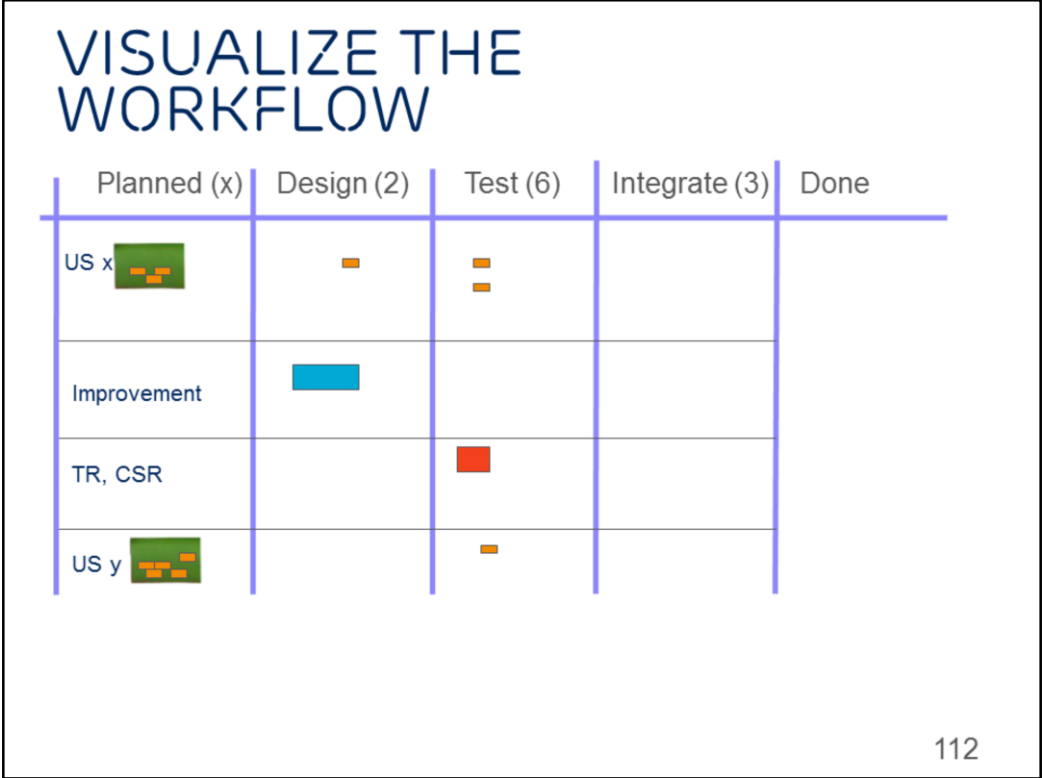 VISUALIZE THE
WORKFLOW
Planned (x) Design (2) Test (6) Integrate (3) Done
US x
Improvement
TR, CSR
US y
112